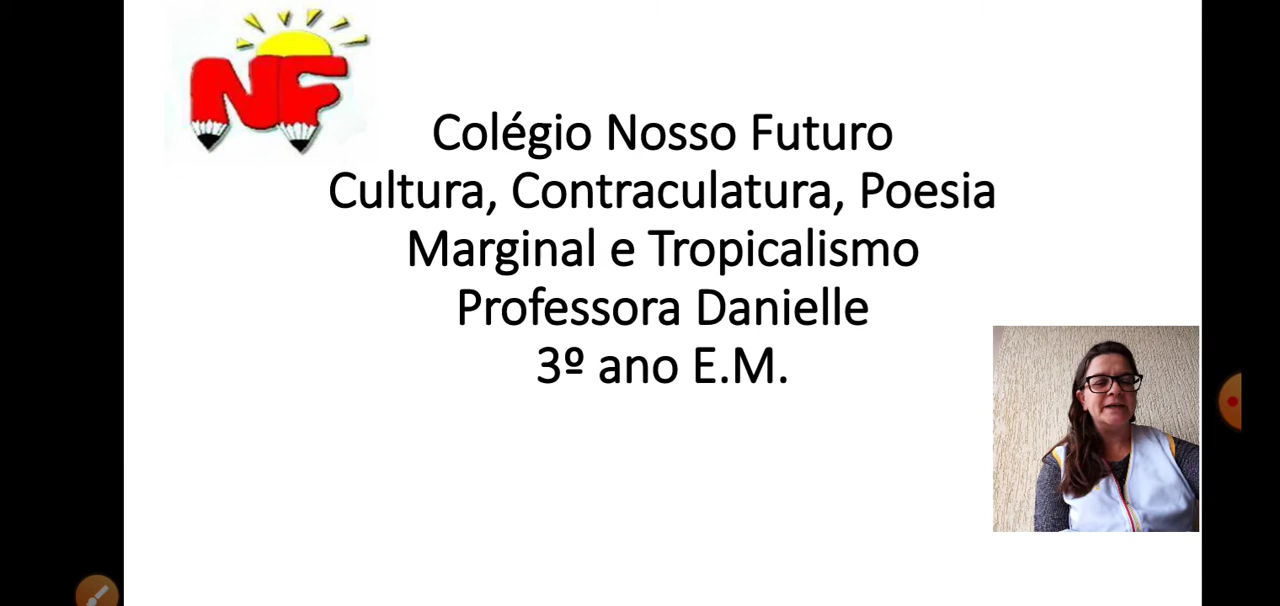 NF
Colégio Nosso Futuro
Cultura, Contraculatura, Poesia
Marginal e Tropicalismo
Professora Danielle
3º ano E.M.